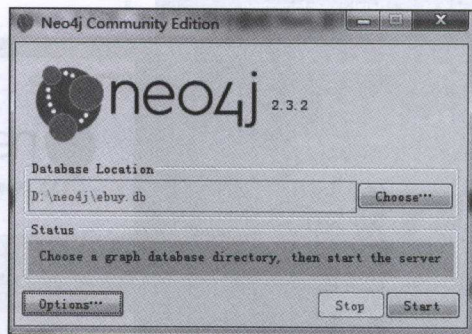 Neo4j Community Edition
neo4j 2.3.2
Database Location
D:\neo4j\ebuy.db
Choose…
Status
Choose a graph database directory, then start the server
Options…
Stop
Start